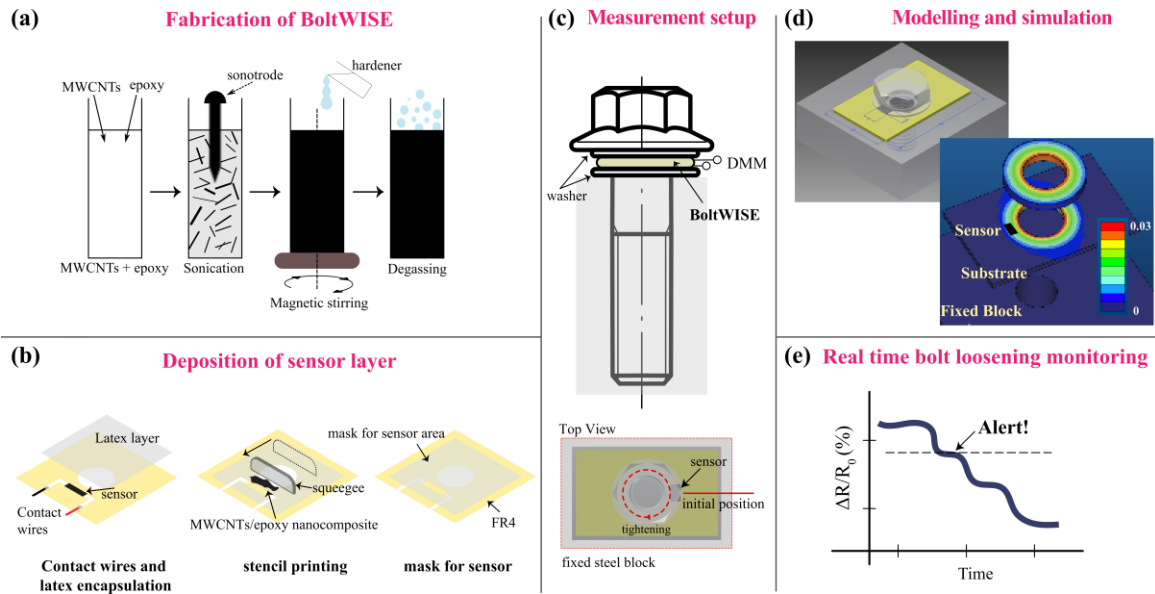 (a)
Fabrication of BoltWISE
MWCNTs
epoxy
sonotrode
hardener
MWCNTs + epoxy
Sonication
Magnetic stirring
Degassing
(b)
Deposition of sensor layer
Latex layer
sensor
Contact
wires
Contact wires and
latex encapsulation
squeegee
MWCNTs/epoxy nanocomposite
stencil printing
mask for sensor area
FR4
mask for sensor
(c)
Measurement setup
DMM
washer
BoltWISE
Top View
sensor
initial position
tightening
fixed steel block
(d)
Modelling and simulation
Sensor
Substrate
Fixed Block
0.03
0
(e)
Real time bolt loosening monitoring
Alert!
ΔR/R₀ (%)
Time